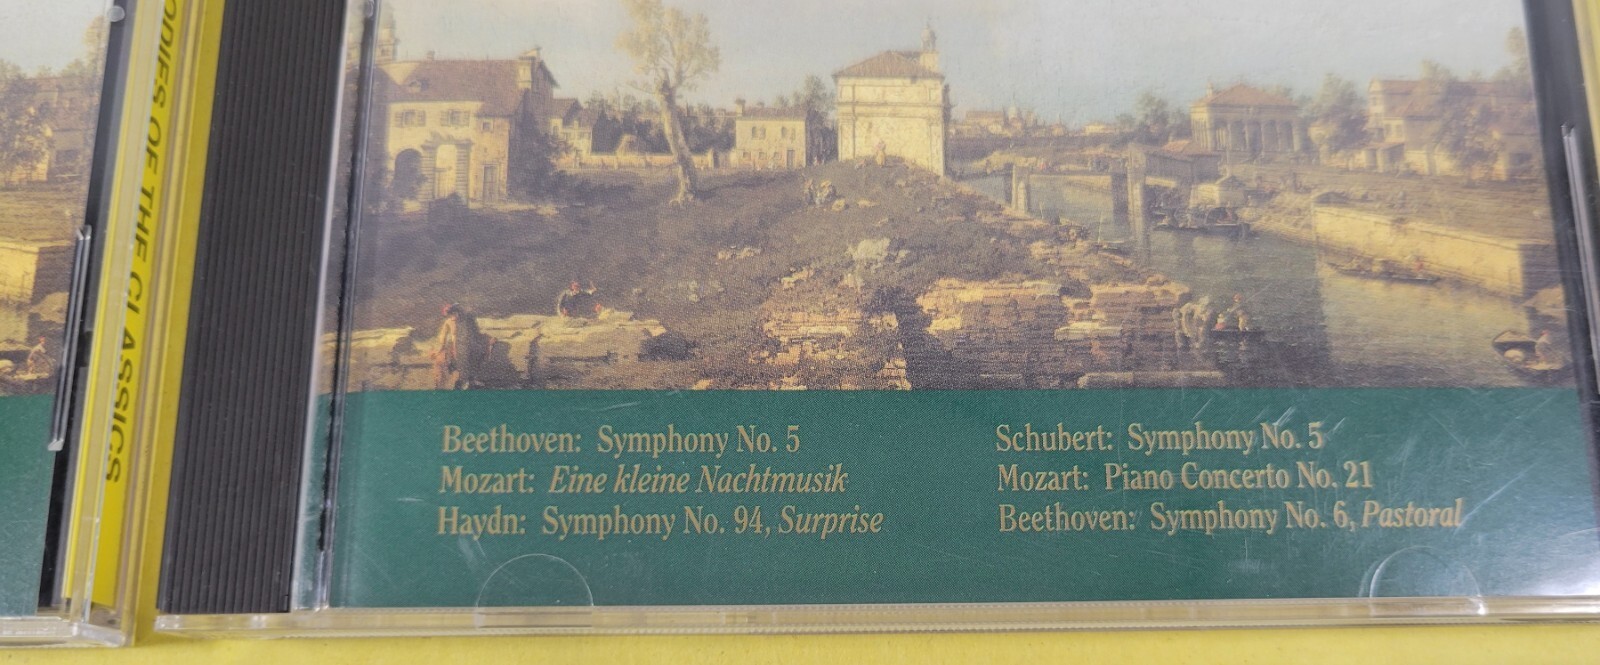 ODIES OF THE CLASSICS
Beethoven: Symphony No. 5
Mozart: Eine kleine Nachtmusik
Haydn: Symphony No. 94, Surprise
Schubert: Symphony No. 5
Mozart: Piano Concerto No. 21
Beethoven: Symphony No. 6, Pastoral